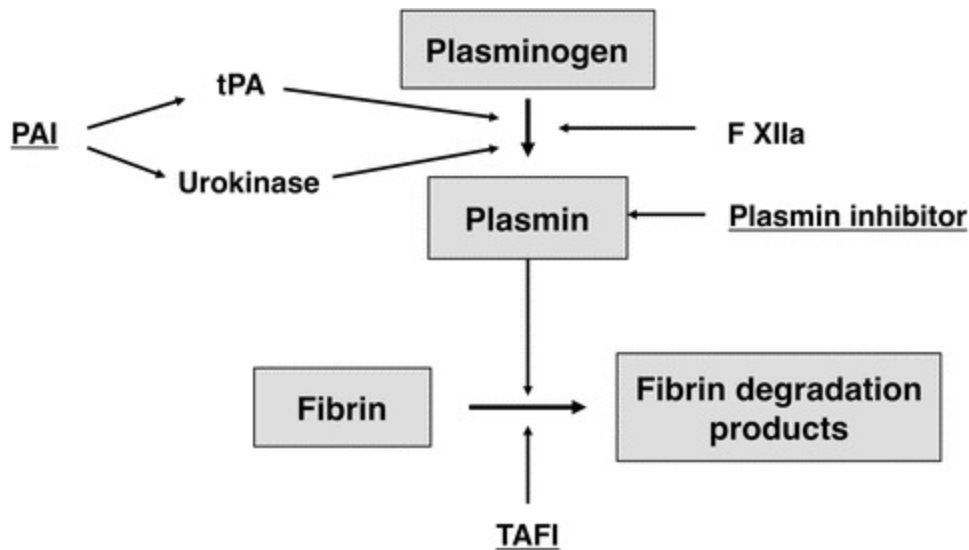 Plasminogen
tPA
PAI
F XIIa
Urokinase
Plasmin
Plasmin inhibitor
Fibrin
Fibrin degradation
products
TAFI